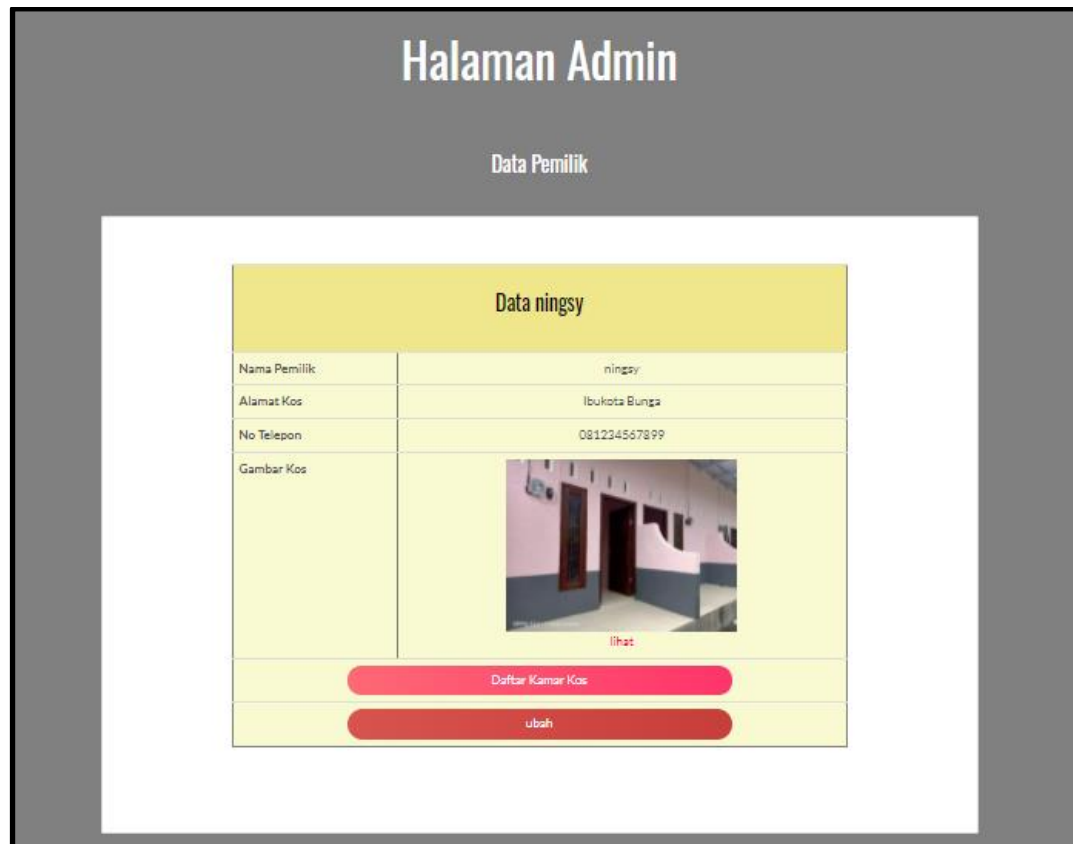 Halaman Admin
Data Pemilik
Data ningsy
Nama Pemilik ningsy
Alamat Kos Ibukota Bunga
No Telepon 081234567899
Gambar Kos
lihat
Daftar Kamar Kos
ubah